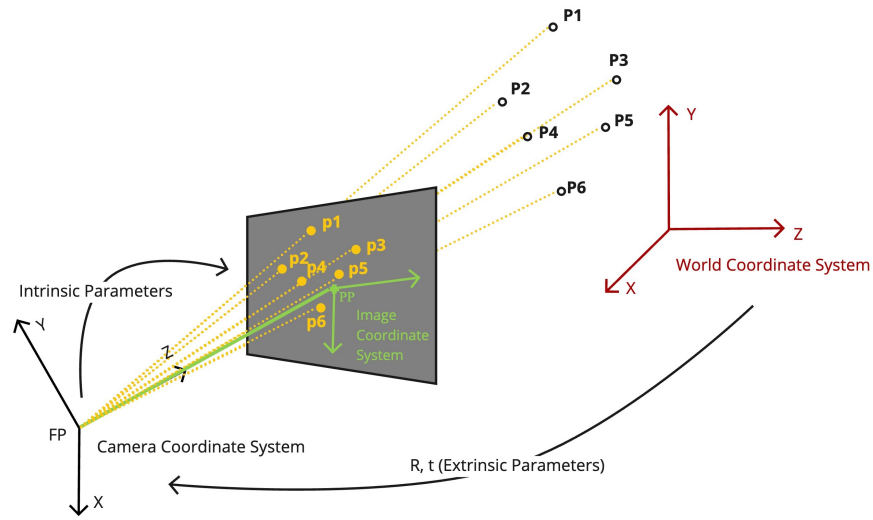 P1
P3
P2
P5
P4
Y
P6
p1
Z
p3
World Coordinate System
p2
p4
p5
X
Intrinsic Parameters
PP
p6
Image
Coordinate
System
Y
Z
FP
Camera Coordinate System
R, t (Extrinsic Parameters)
X